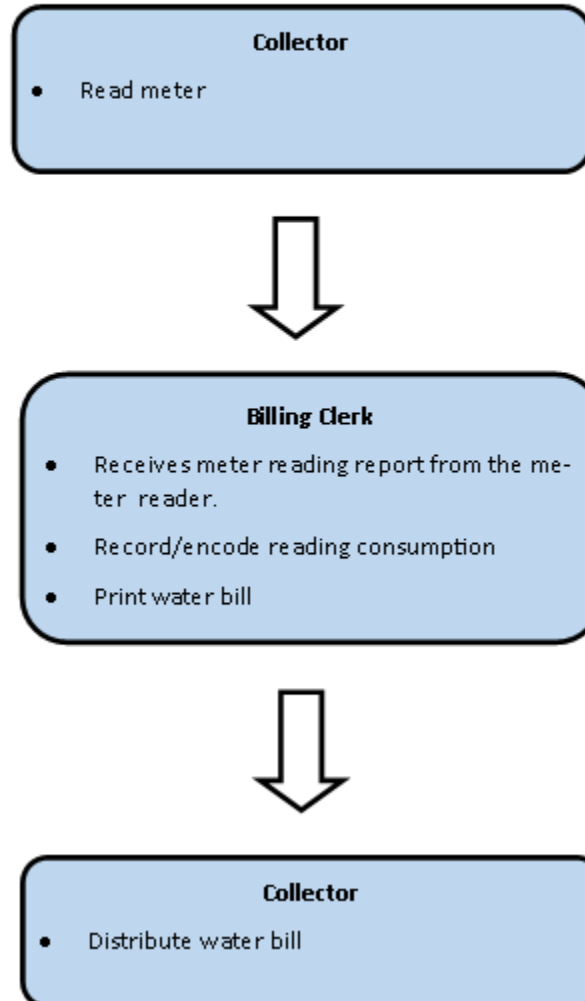 Collector
● Read meter
Billing Clerk
● Receives meter reading report from the me-
ter reader.
● Record/encode reading consumption
● Print water bill
Collector
● Distribute water bill